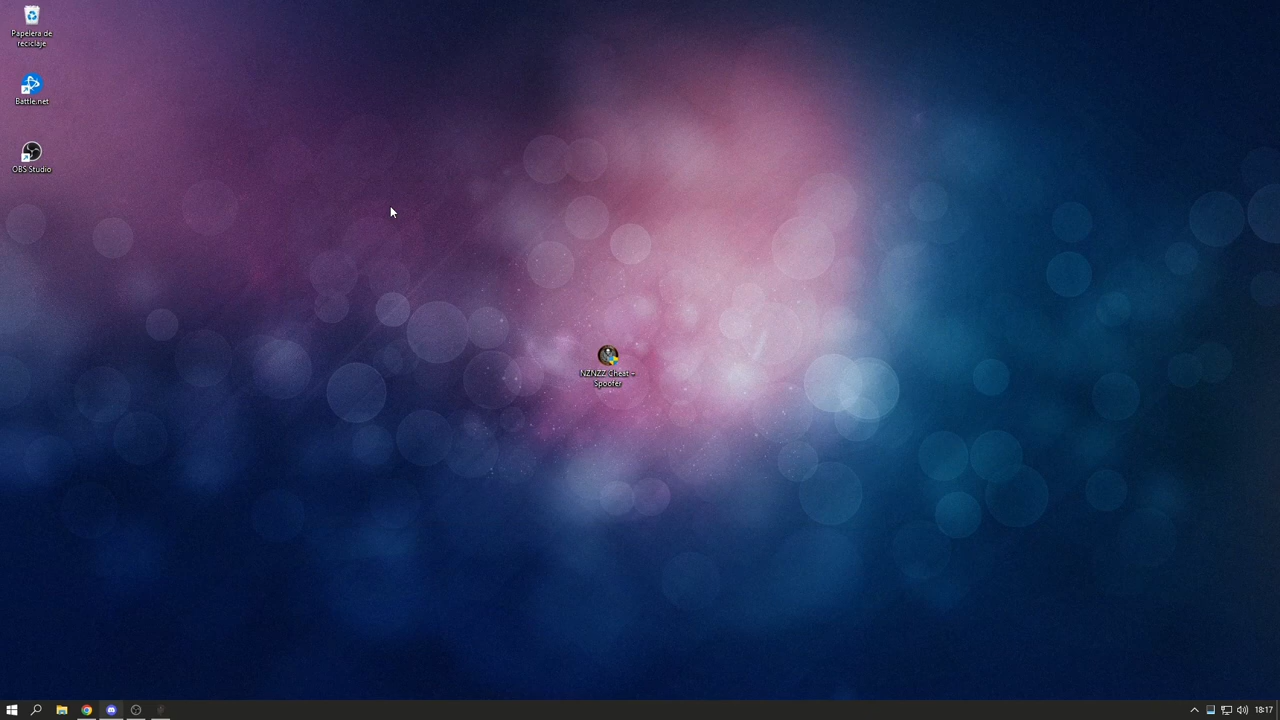 Papelera de
reciclaje
Battle.net
OBS Studio
NZNZZ Cheat -
Spoofer
18:17